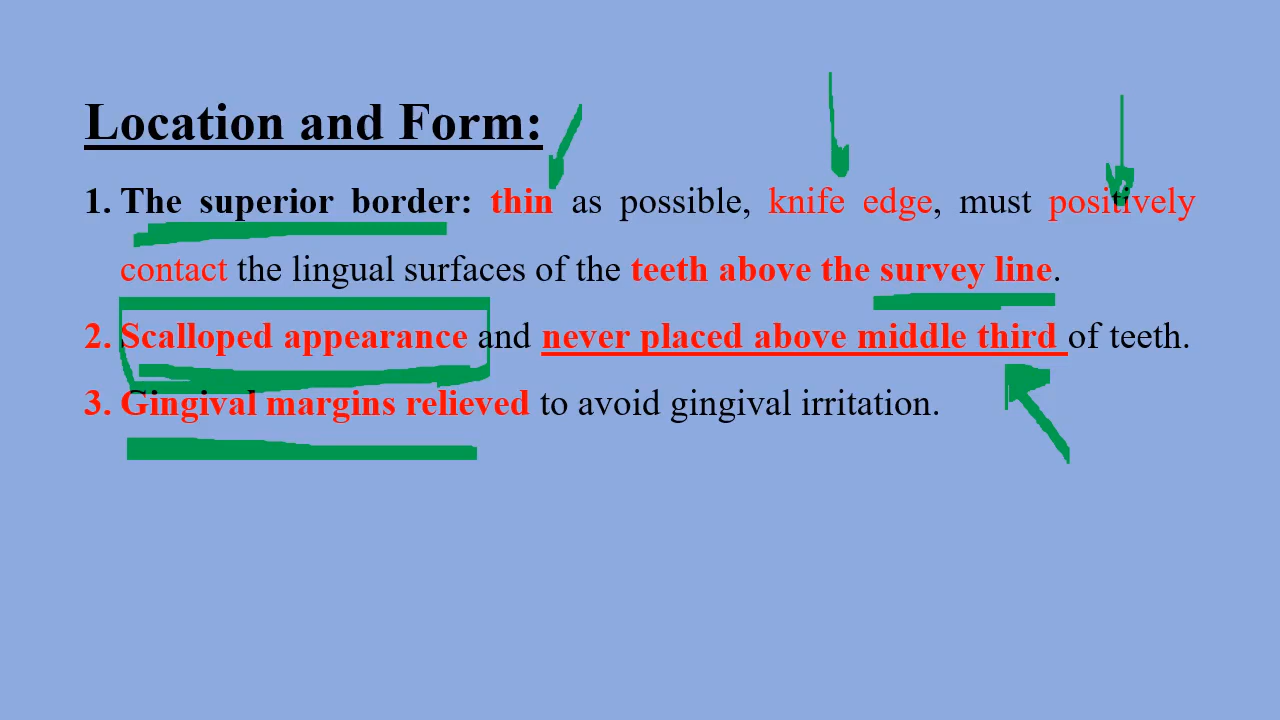 Location and Form:
1. The superior border: thin as possible, knife edge, must positively
contact the lingual surfaces of the teeth above the survey line.
2. Scalloped appearance and never placed above middle third of teeth.
3. Gingival margins relieved to avoid gingival irritation.